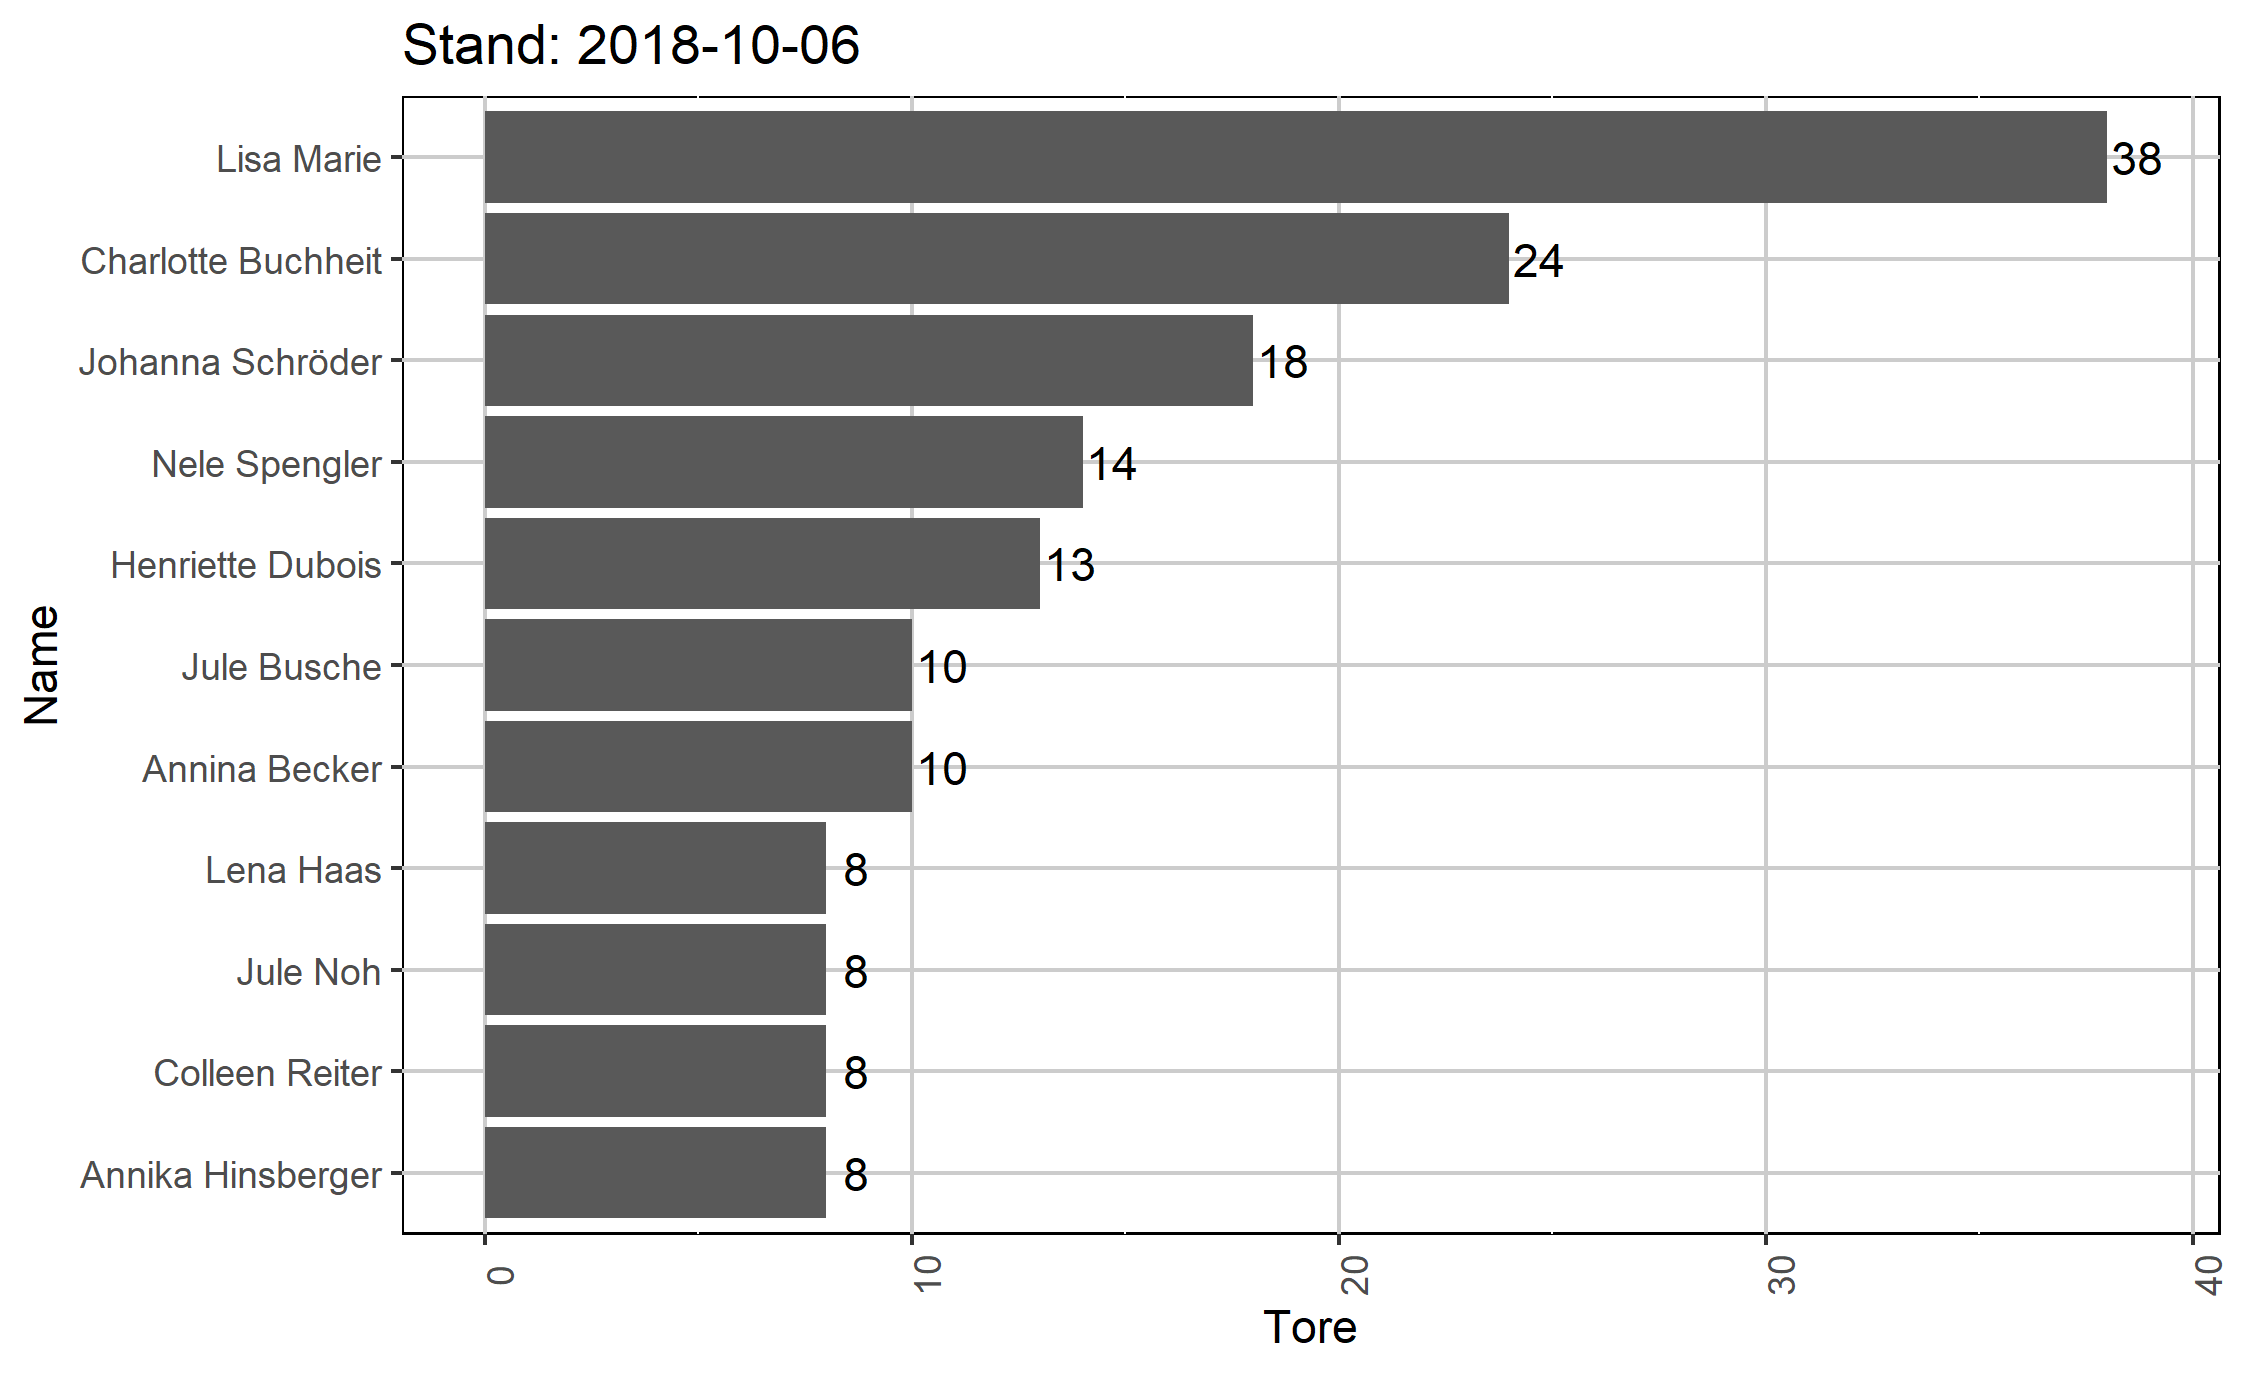 Stand: 2018-10-06
Name
Lisa Marie 38
Charlotte Buchheit 24
Johanna Schröder 18
Nele Spengler 14
Henriette Dubois 13
Jule Busche 10
Annina Becker 10
Lena Haas 8
Jule Noh 8
Colleen Reiter 8
Annika Hinsberger 8
0 10 20 30 40
Tore